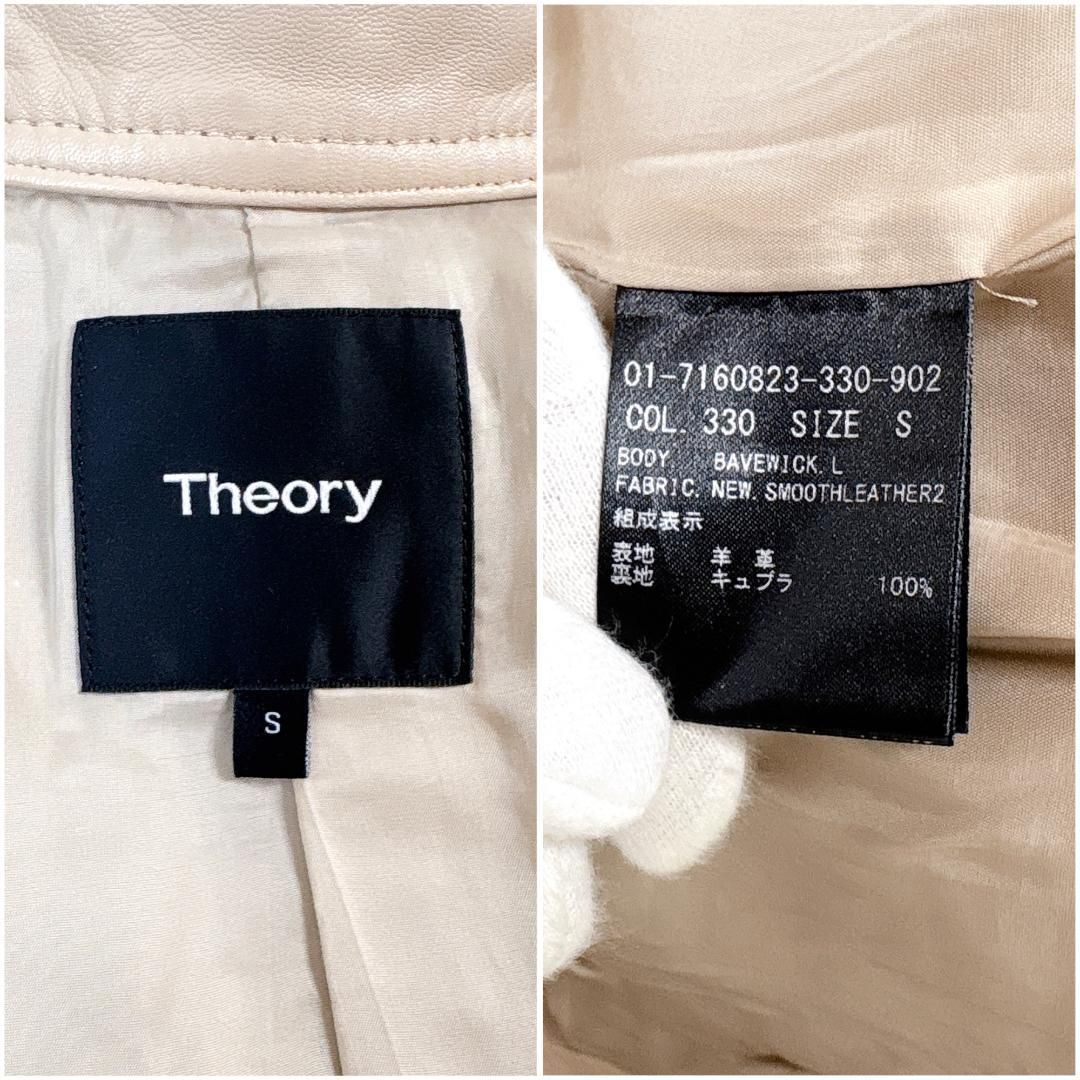 Theory
S
01-7160823-330-902
COL. 330 SIZE S
BODY BAVEWICK L
FABRIC. NEW. SMOOTHLEATHER2
組成表示
表地 羊革
裏地 キュプラ 100%